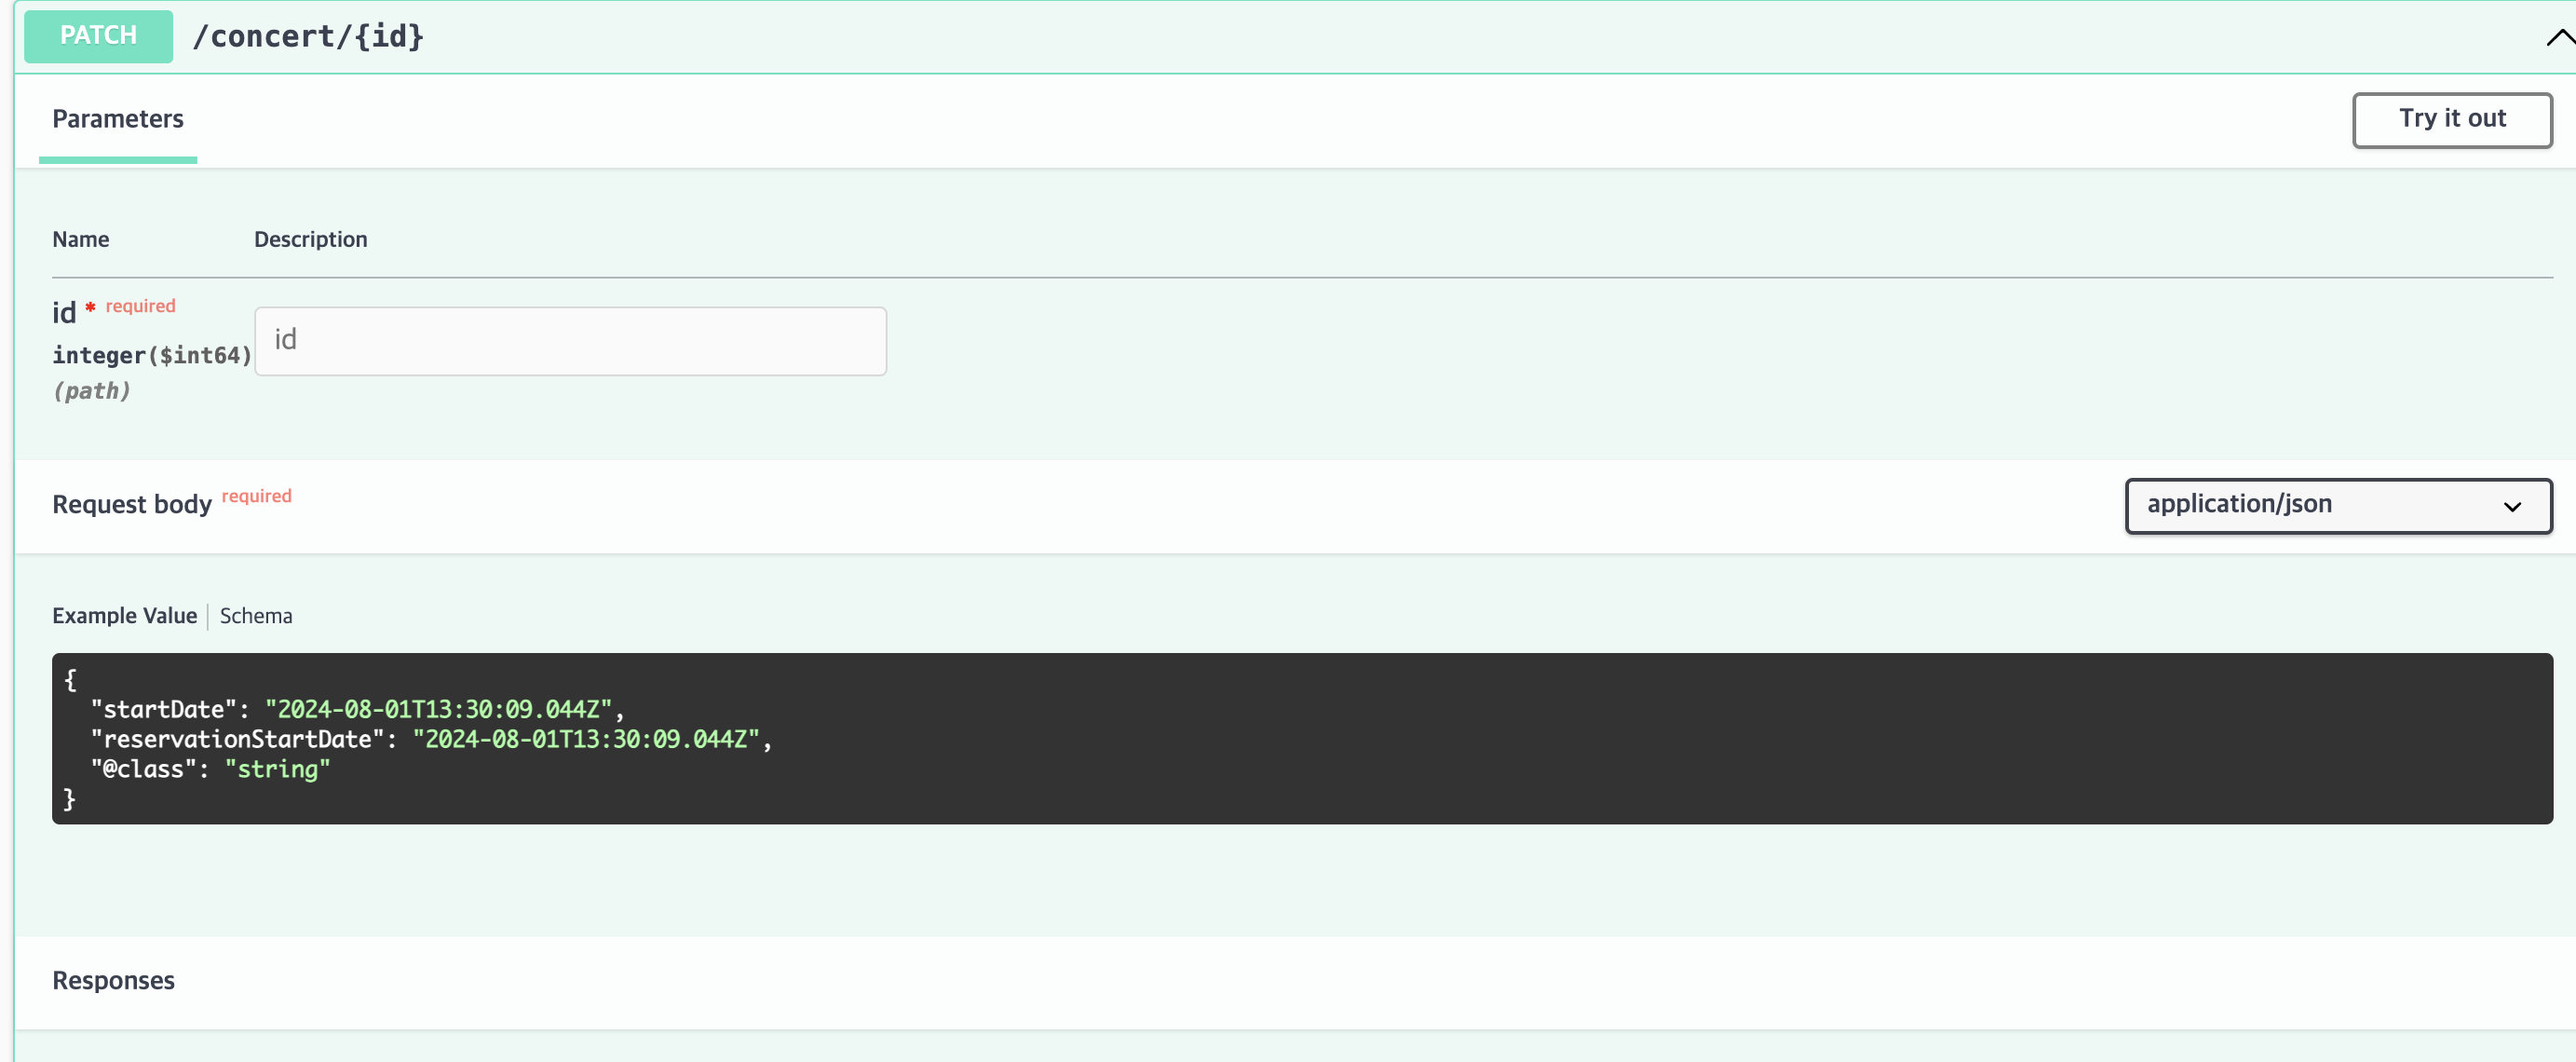 PATCH /concert/{id}
Parameters
Try it out
Name Description
id * required
integer($int64)
(path)
id
Request body required
application/json
Example Value Schema
{
  "startDate": "2024-08-01T13:30:09.044Z",
  "reservationStartDate": "2024-08-01T13:30:09.044Z",
  "@class": "string"
}
Responses